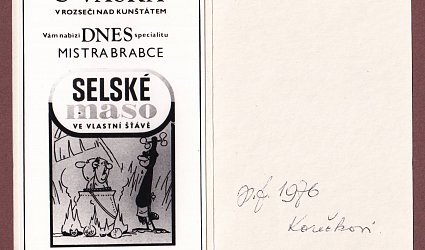 V ROZSEČI NAD KUNŠTÁTEM
Vám nabízí DNES specialitu
MISTRA BRABCE
SELSKÉ
maso
VE VLASTNÍ ŠŤÁVĚ
p.f. 1976